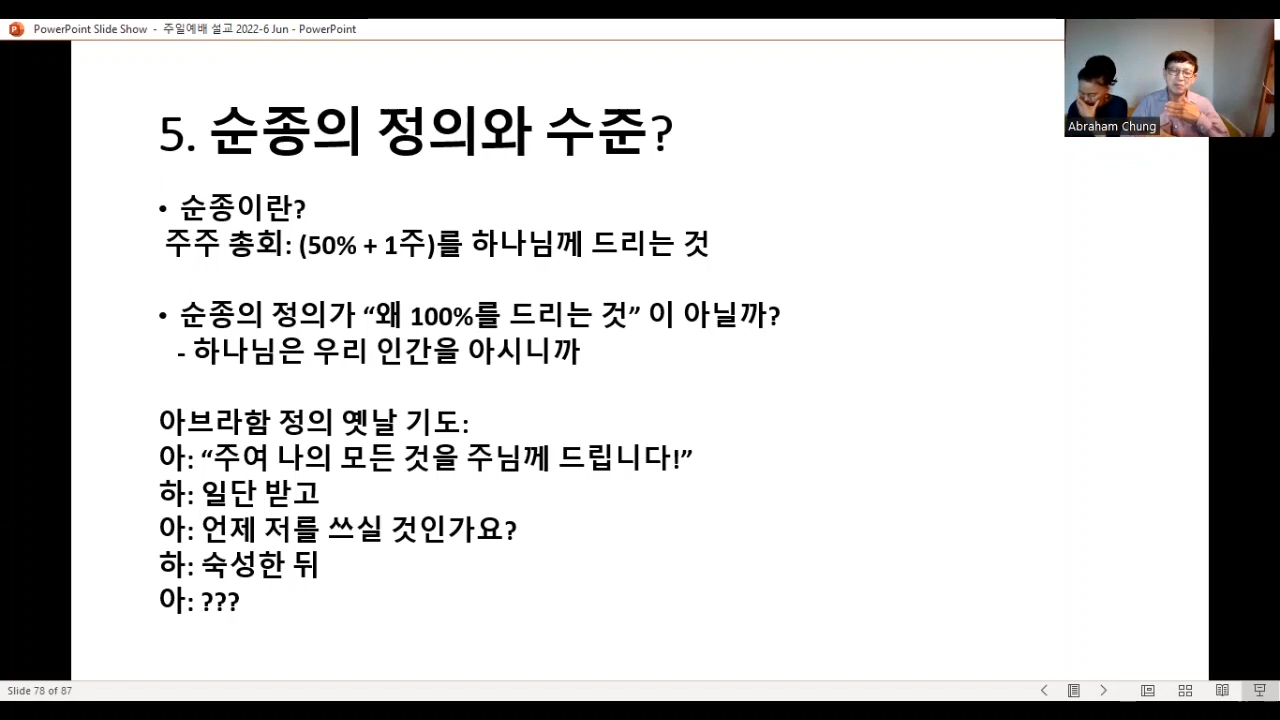 PowerPoint Slide Show - 주일예배 설교 2022-6 Jun - PowerPoint
Abraham Chung
5. 순종의 정의와 수준?
• 순종이란?
주주 총회: (50% + 1주)를 하나님께 드리는 것
• 순종의 정의가 “왜 100%를 드리는 것” 이 아닐까?
- 하나님은 우리 인간을 아시니까
아브라함 정의 옛날 기도:
아: “주여 나의 모든 것을 주님께 드립니다!”
하: 일단 받고
아: 언제 저를 쓰실 것인가요?
하: 숙성한 뒤
아: ???
Slide 78 of 87